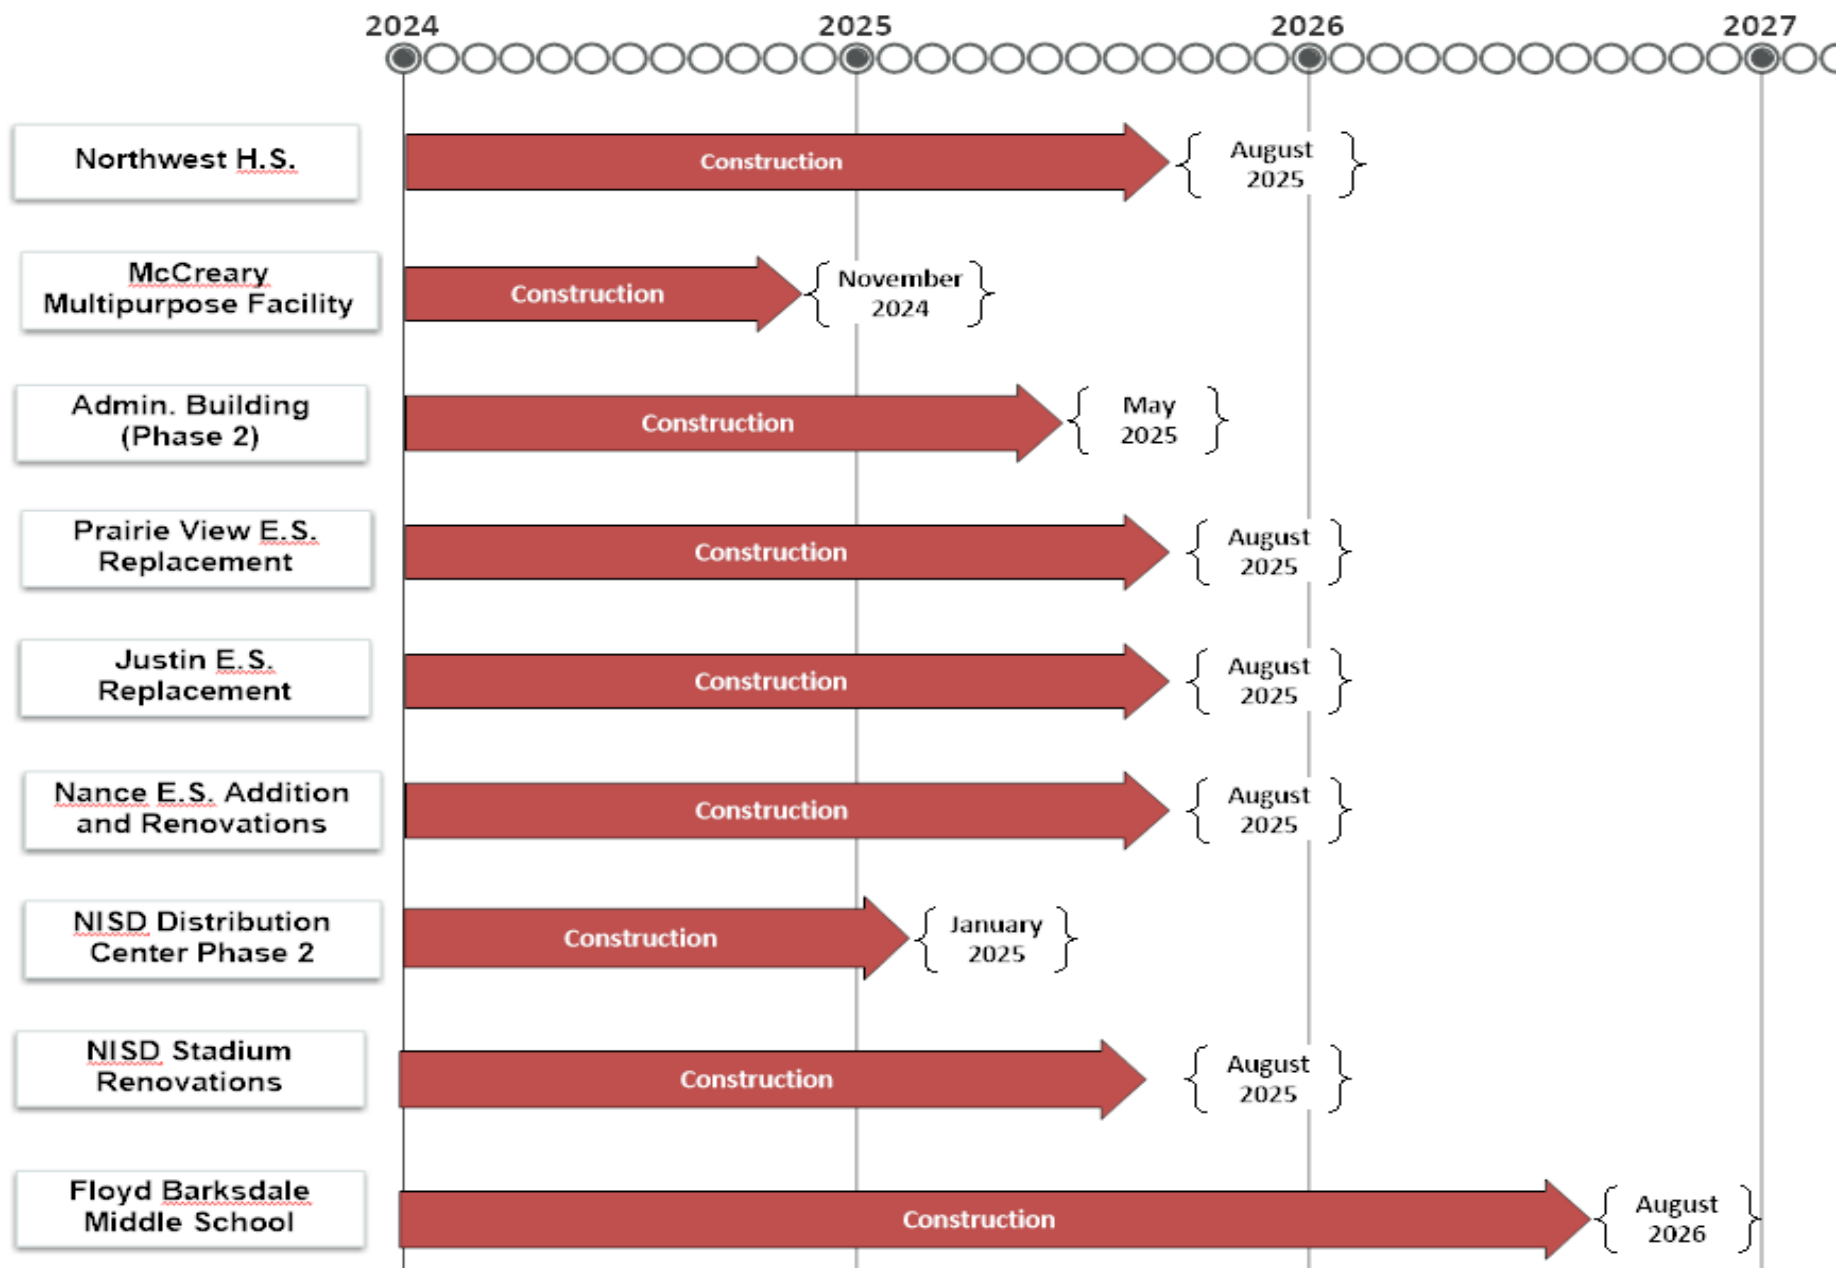 2024 2025 2026 2027
Northwest H.S.
Construction
August
2025
McCreary
Multipurpose Facility
Construction
November
2024
Admin. Building
(Phase 2)
Construction
May
2025
Prairie View E.S.
Replacement
Construction
August
2025
Justin E.S.
Replacement
Construction
August
2025
Nance E.S. Addition
and Renovations
Construction
August
2025
NISD Distribution
Center Phase 2
Construction
January
2025
NISD Stadium
Renovations
Construction
August
2025
Floyd Barksdale
Middle School
Construction
August
2026